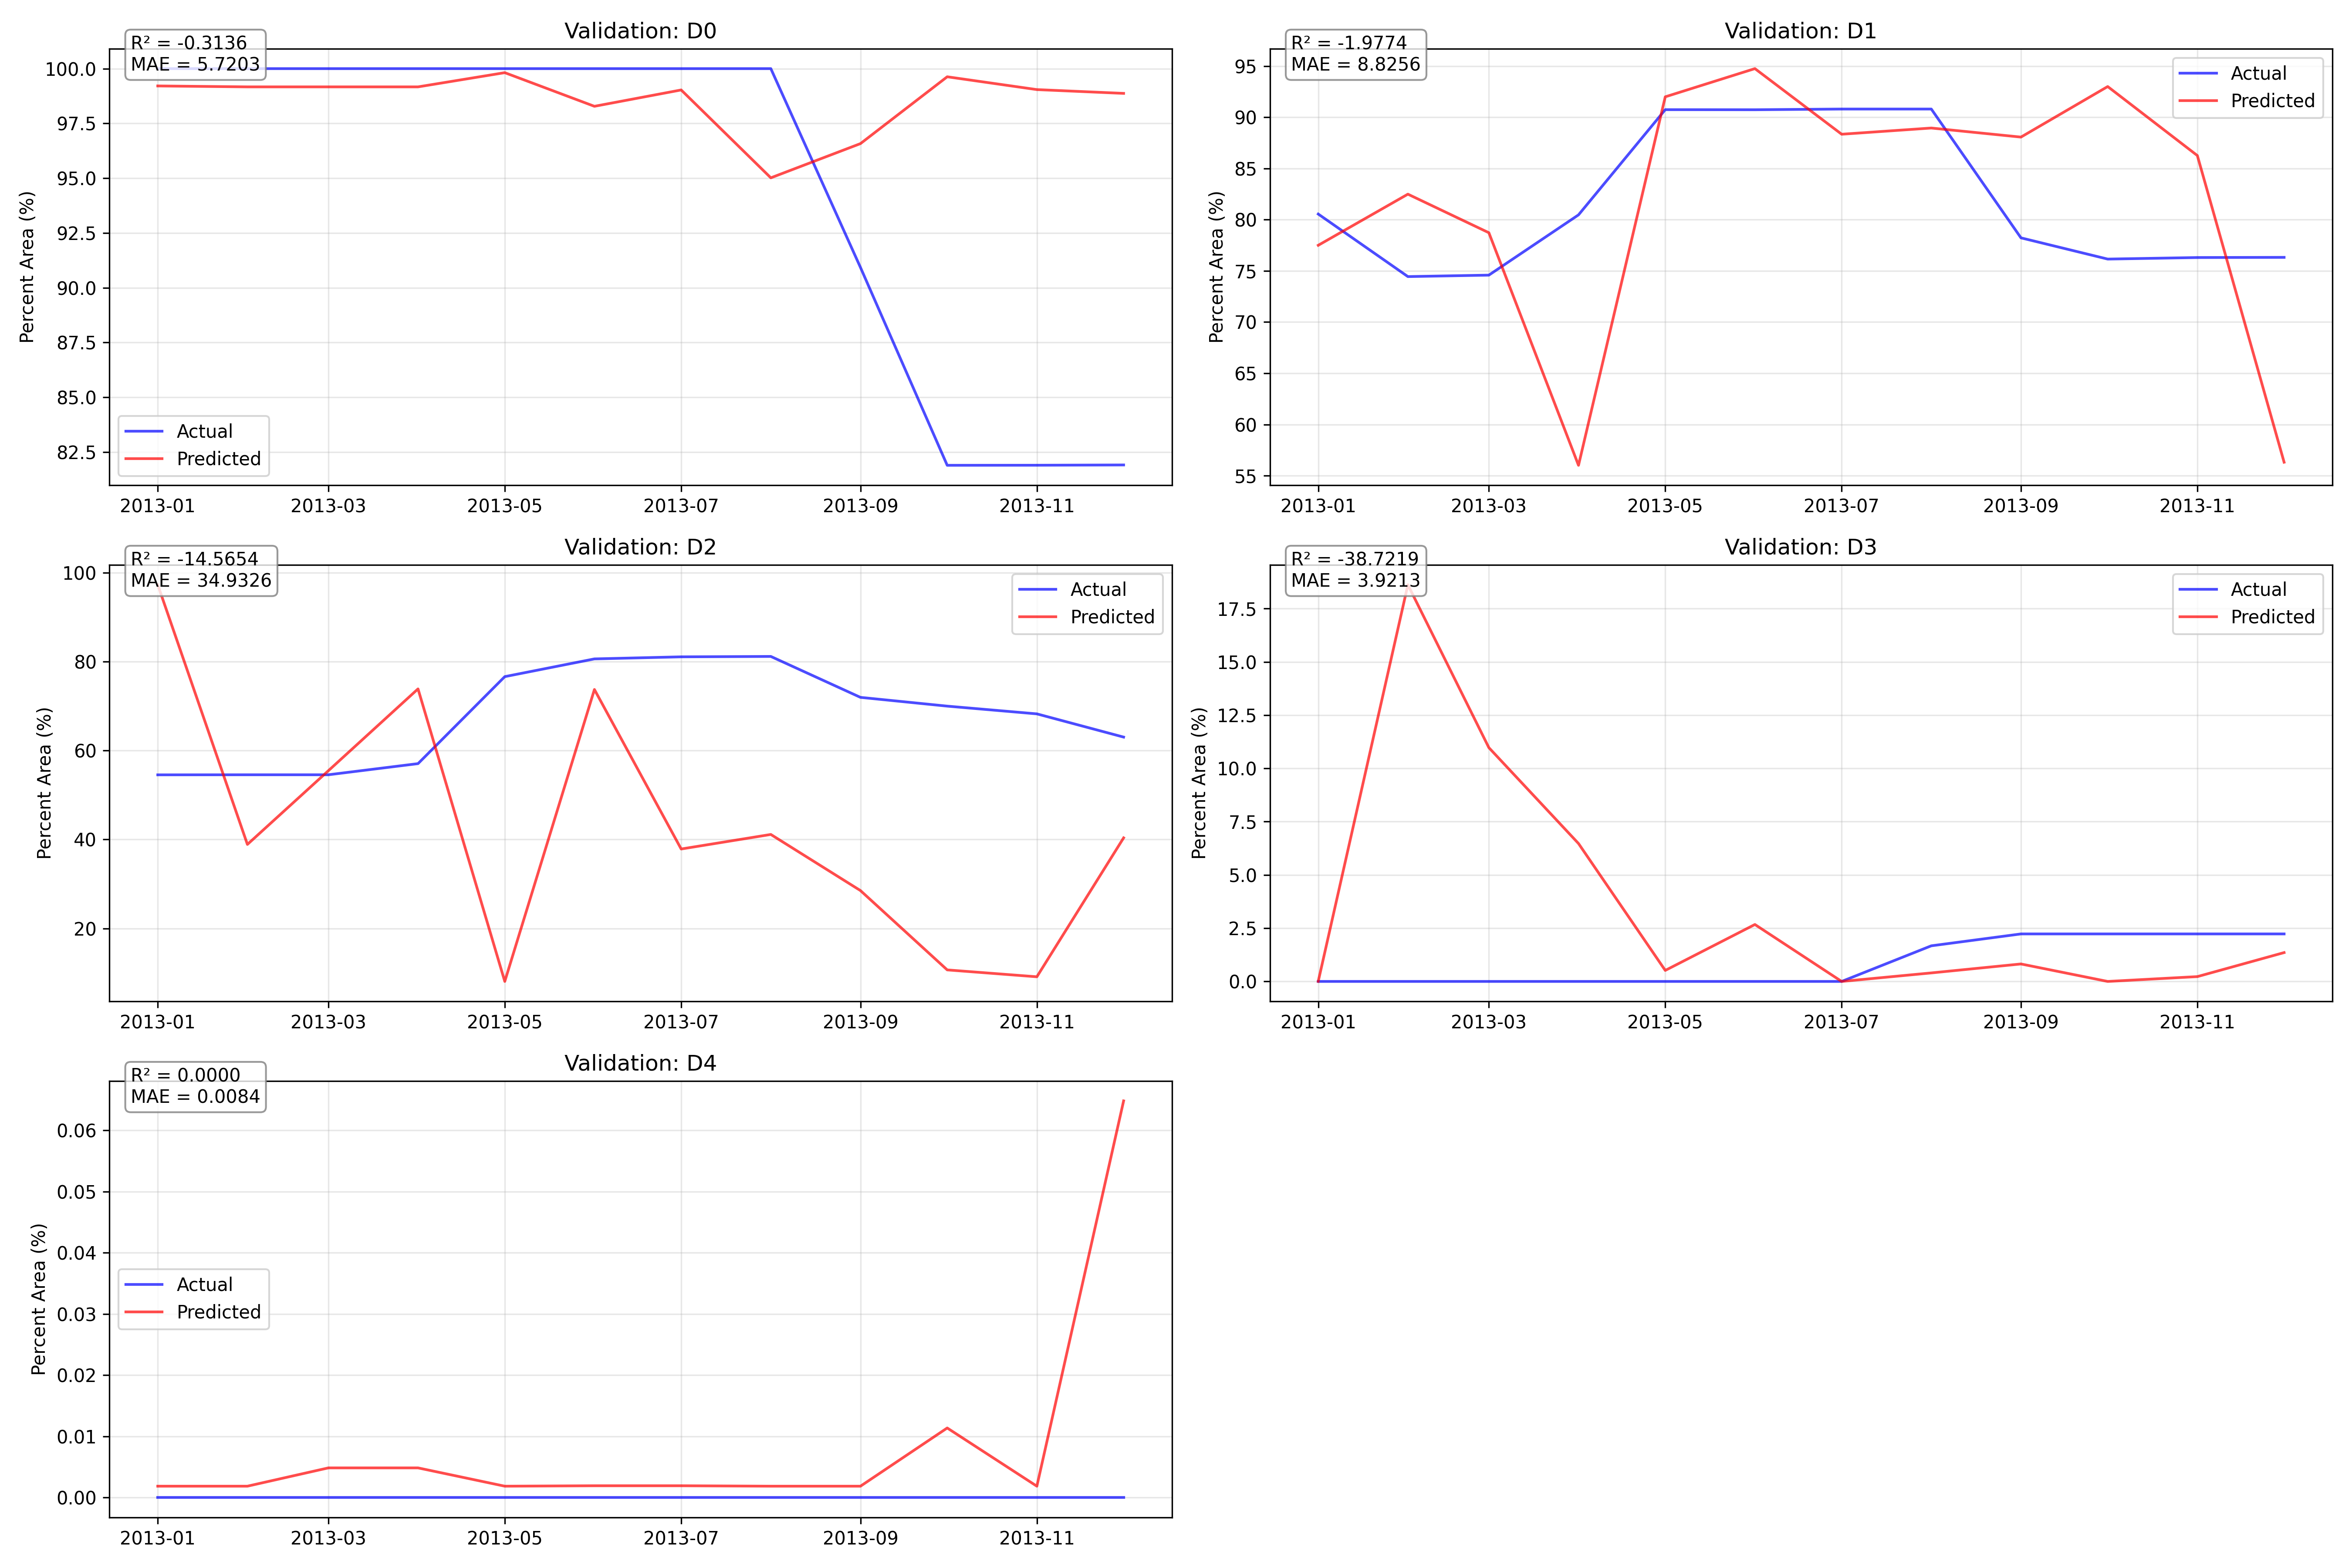 Validation: D0
R² = -0.3136
MAE = 5.7203
Percent Area (%)
100.0
97.5
95.0
92.5
90.0
87.5
85.0
82.5
Actual
Predicted
2013-01
2013-03
2013-05
2013-07
2013-09
2013-11
Validation: D1
R² = -1.9774
MAE = 8.8256
Percent Area (%)
95
90
85
80
75
70
65
60
55
Actual
Predicted
2013-01
2013-03
2013-05
2013-07
2013-09
2013-11
Validation: D2
R² = -14.5654
MAE = 34.9326
Percent Area (%)
100
80
60
40
20
Actual
Predicted
2013-01
2013-03
2013-05
2013-07
2013-09
2013-11
Validation: D3
R² = -38.7219
MAE = 3.9213
Percent Area (%)
17.5
15.0
12.5
10.0
7.5
5.0
2.5
0.0
Actual
Predicted
2013-01
2013-03
2013-05
2013-07
2013-09
2013-11
Validation: D4
R² = 0.0000
MAE = 0.0084
Percent Area (%)
0.06
0.05
0.04
0.03
0.02
0.01
0.00
Actual
Predicted
2013-01
2013-03
2013-05
2013-07
2013-09
2013-11